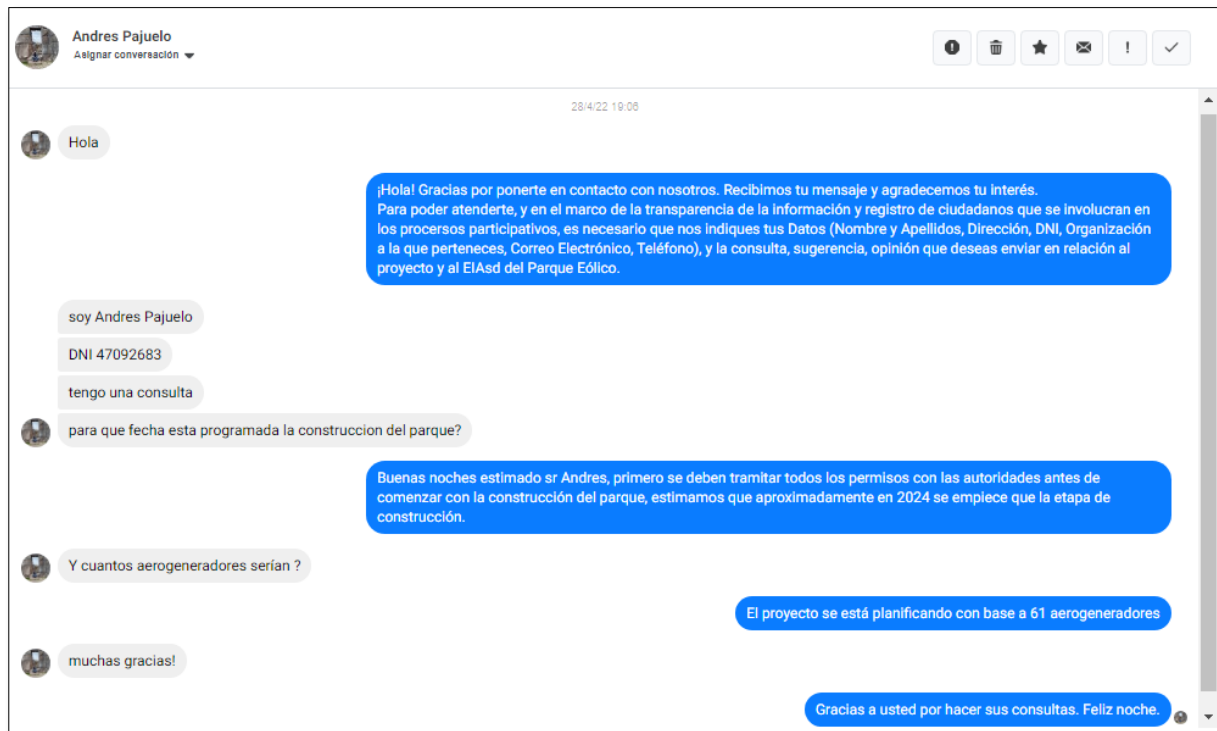 Andres Pajuelo
Asignar conversación
28/4/22 19:06
Hola
¡Hola! Gracias por ponerte en contacto con nosotros. Recibimos tu mensaje y agradecemos tu interés.
Para poder atenderte, y en el marco de la transparencia de la información y registro de ciudadanos que se involucran en
los procesos participativos, es necesario que nos indiques tus Datos (Nombre y Apellidos, Dirección, DNI, Organización
a la que perteneces, Correo Electrónico, Teléfono), y la consulta, sugerencia, opinión que deseas enviar en relación al
proyecto y al EIAsd del Parque Eólico.
soy Andres Pajuelo
DNI 47092683
tengo una consulta
para que fecha esta programada la construccion del parque?
Buenas noches estimado sr Andres, primero se deben tramitar todos los permisos con las autoridades antes de
comenzar con la construcción del parque, estimamos que aproximadamente en 2024 se empiece que la etapa de
construcción.
Y cuantos aerogeneradores serían ?
El proyecto se está planificando con base a 61 aerogeneradores
muchas gracias!
Gracias a usted por hacer sus consultas. Feliz noche.